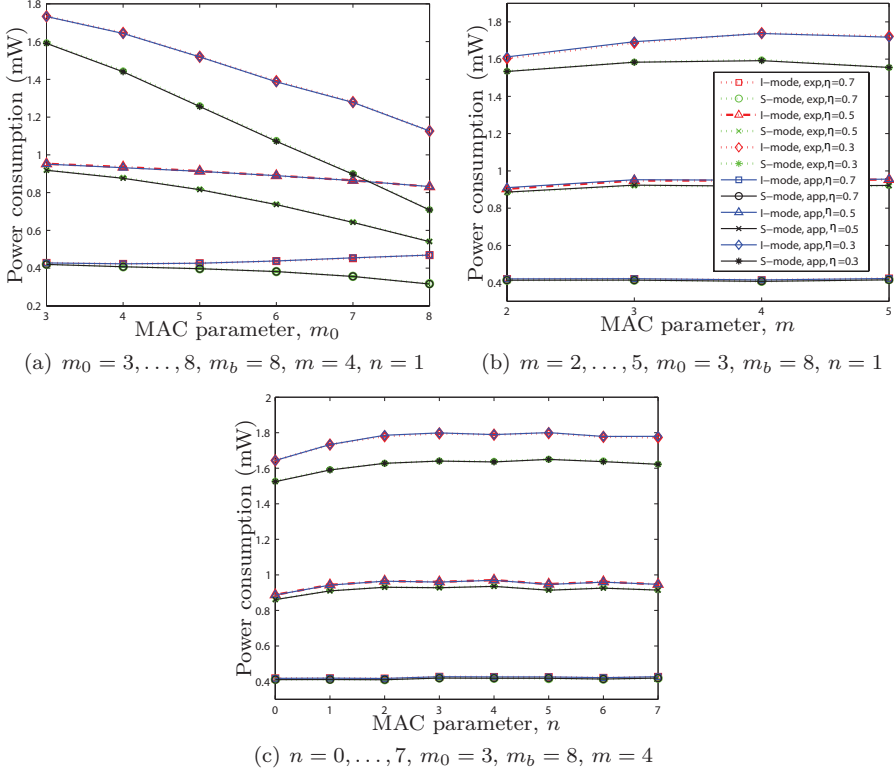 1.8
1.6
1.4
1.2
1
0.8
0.6
0.4
0.2
Power consumption (mW)
3 4 5 6 7 8
MAC parameter, m₀
(a) m₀ = 3, . . . , 8, m_b = 8, m = 4, n = 1
1.8
1.6
1.4
1.2
1
0.8
0.6
0.4
Power consumption (mW)
I−mode, exp,η=0.7
S−mode, exp,η=0.7
I−mode, exp,η=0.5
S−mode, exp,η=0.5
I−mode, exp,η=0.3
S−mode, exp,η=0.3
I−mode, app,η=0.7
S−mode, app,η=0.7
I−mode, app,η=0.5
S−mode, app,η=0.5
I−mode, app,η=0.3
S−mode, app,η=0.3
2 3 4 5
MAC parameter, m
(b) m = 2, . . . , 5, m₀ = 3, m_b = 8, n = 1
2
1.8
1.6
1.4
1.2
1
0.8
0.6
0.4
Power consumption (mW)
0 1 2 3 4 5 6 7
MAC parameter, n
(c) n = 0, . . . , 7, m₀ = 3, m_b = 8, m = 4